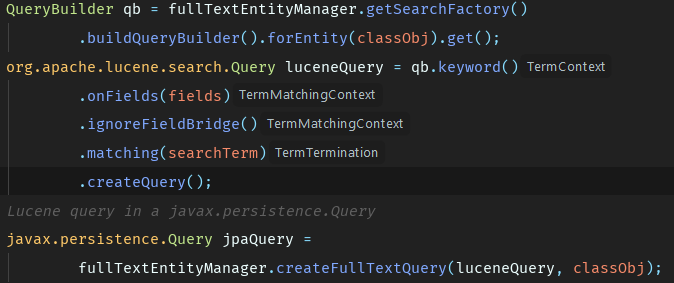 QueryBuilder qb = fullTextEntityManager.getSearchFactory()
.buildQueryBuilder().forEntity(classObj).get();
org.apache.lucene.search.Query luceneQuery = qb.keyword() TermContext
.onFields(fields) TermMatchingContext
.ignoreFieldBridge() TermMatchingContext
.matching(searchTerm) TermTermination
.createQuery();
Lucene query in a javax.persistence.Query
javax.persistence.Query jpaQuery =
fullTextEntityManager.createFullTextQuery(luceneQuery, classObj);